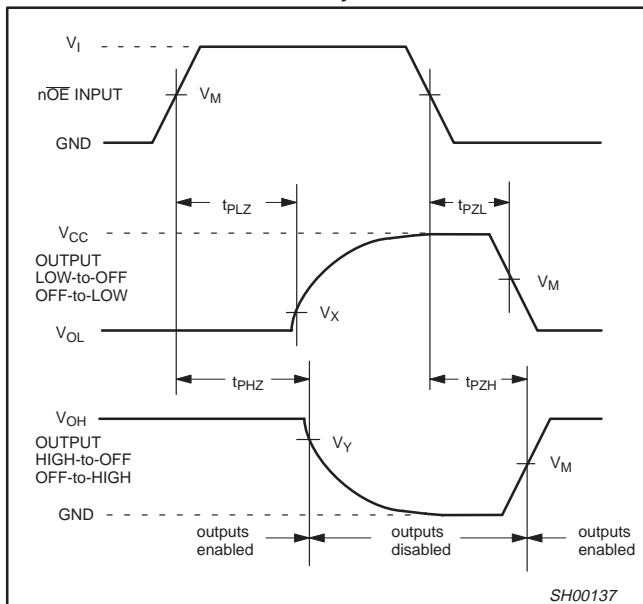 V_I
nOE INPUT
V_M
GND
t_PLZ
t_PZL
V_CC
OUTPUT
LOW-to-OFF
OFF-to-LOW
V_M
V_X
V_OL
t_PHZ
t_PZH
V_OH
OUTPUT
HIGH-to-OFF
OFF-to-HIGH
V_Y
V_M
GND
outputs
enabled
outputs
disabled
outputs
enabled
SH00137